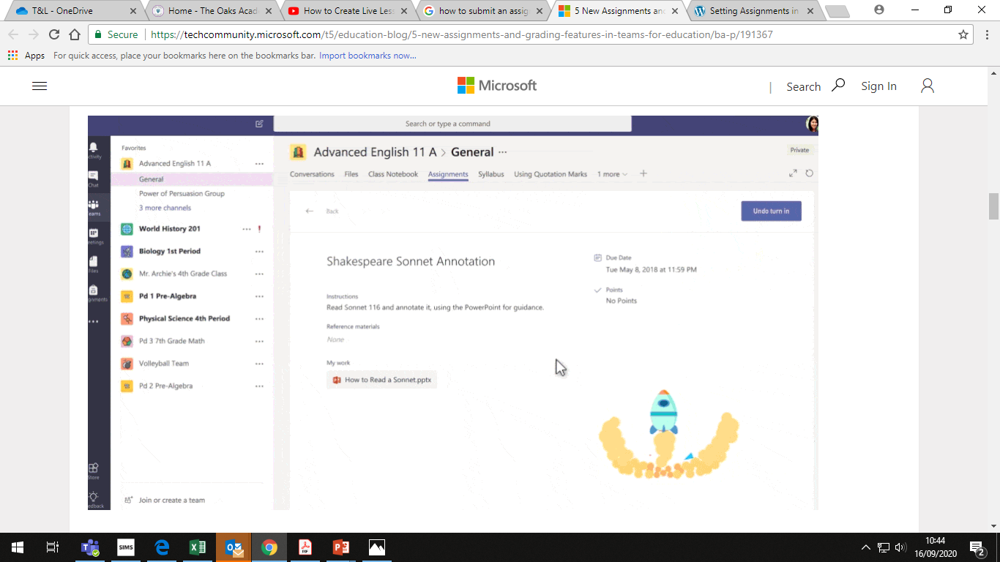 T&L - OneDrive
Home - The Oaks Acad
How to Create Live Less
how to submit an assig
5 New Assignments and
Setting Assignments in
Secure | https://techcommunity.microsoft.com/t5/education-blog/5-new-assignments-and-grading-features-in-teams-for-education/ba-p/191367
Apps For quick access, place your bookmarks here on the bookmarks bar. Import bookmarks now...
Microsoft
| Search
Sign In
Search or type a command
ctivity
Chat
eams
eetings
Files
gnments
Store
edback
Favorites
Advanced English 11 A
General
Power of Persuasion Group
3 more channels
World History 201
Biology 1st Period
Mr. Archie's 4th Grade Class
Pd 1 Pre-Algebra
Physical Science 4th Period
Pd 3 7th Grade Math
Volleyball Team
Pd 2 Pre-Algebra
Join or create a team
Advanced English 11 A > General ...
Private
Conversations Files Class Notebook Assignments Syllabus Using Quotation Marks 1 more +
Back
Undo turn in
Shakespeare Sonnet Annotation
Due Date
Tue May 8, 2018 at 11:59 PM
Points
No Points
Instructions
Read Sonnet 116 and annotate it, using the PowerPoint for guidance.
Reference materials
None
My work
How to Read a Sonnet.pptx
SIMS
10:44
16/09/2020
2